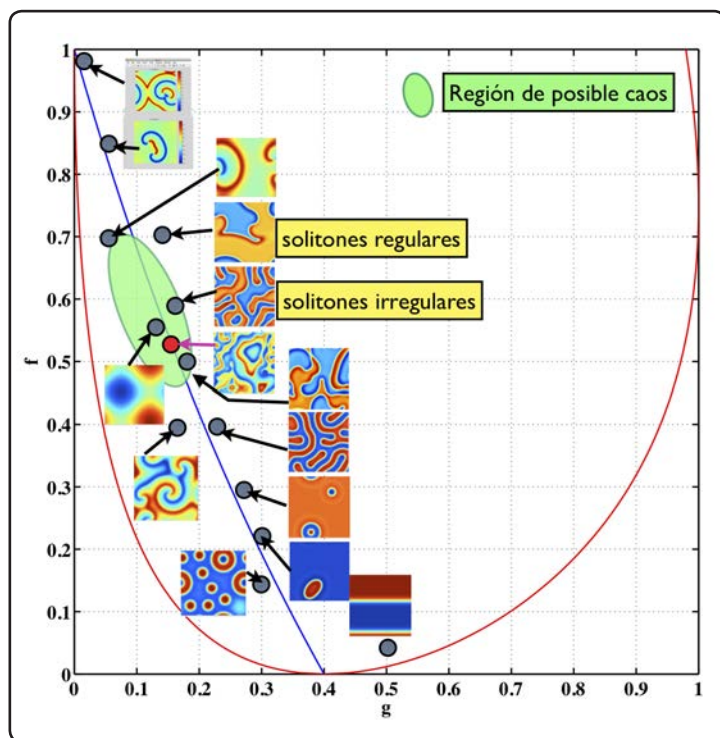 1
0.9
0.8
0.7
0.6
0.5
0.4
0.3
0.2
0.1
0
f
Región de posible caos
solitones regulares
solitones irregulares
0 0.1 0.2 0.3 0.4 0.5 0.6 0.7 0.8 0.9 1
g